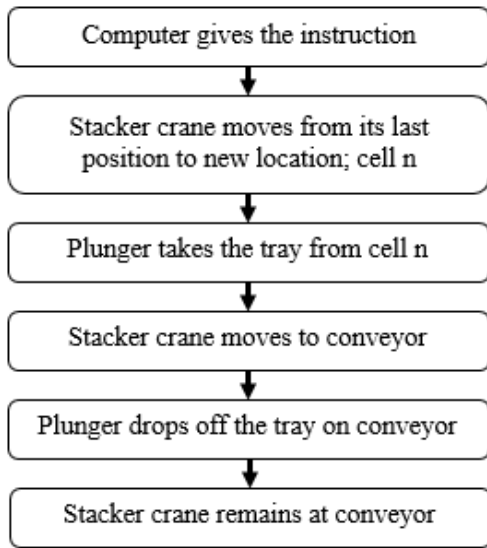 Computer gives the instruction
Stacker crane moves from its last
position to new location; cell n
Plunger takes the tray from cell n
Stacker crane moves to conveyor
Plunger drops off the tray on conveyor
Stacker crane remains at conveyor